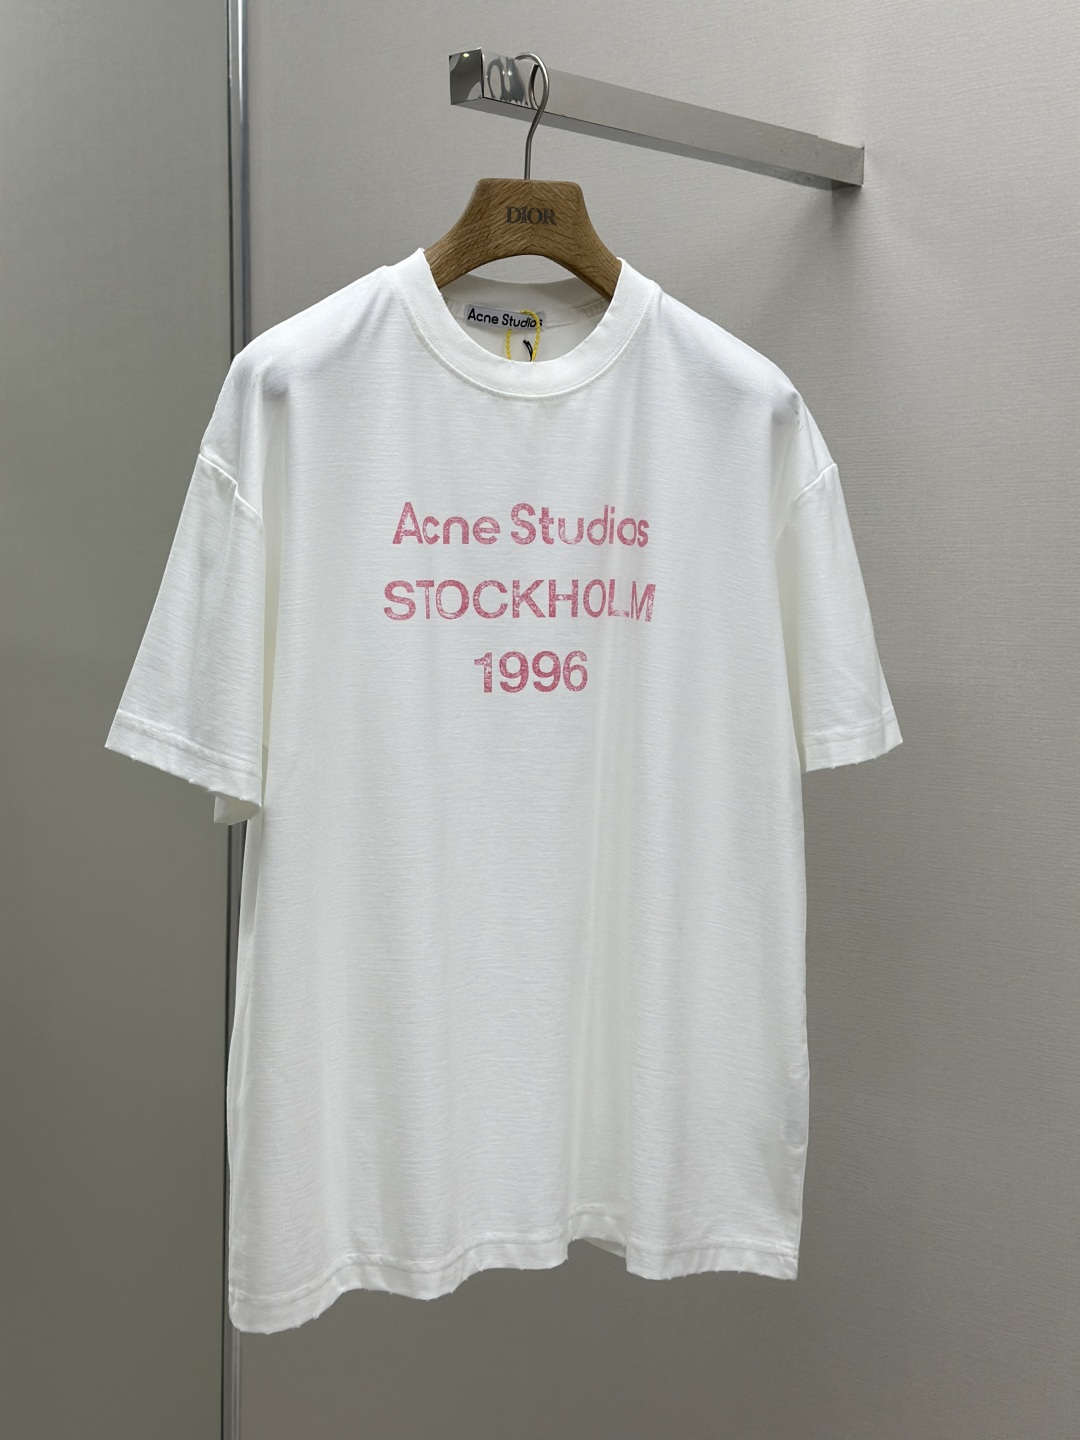 DIOR
Acne Studios
Acne Studios
STOCKHOLM
1996